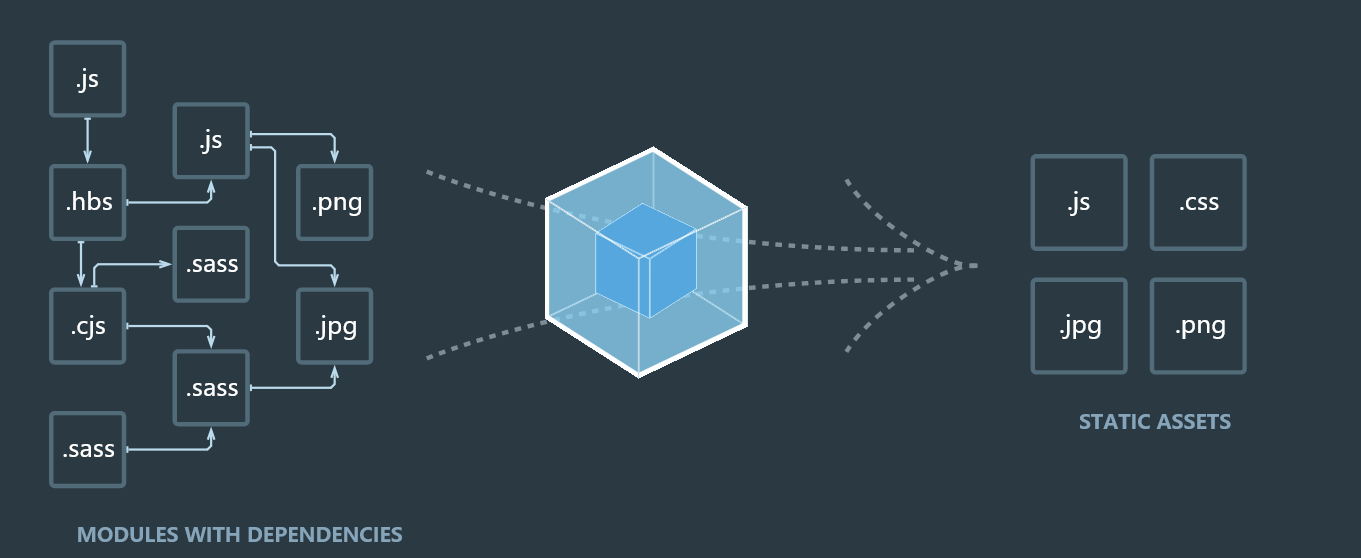 .js
.js
.hbs
.png
.sass
.cjs
.jpg
.sass
.sass
MODULES WITH DEPENDENCIES
.js
.css
.jpg
.png
STATIC ASSETS